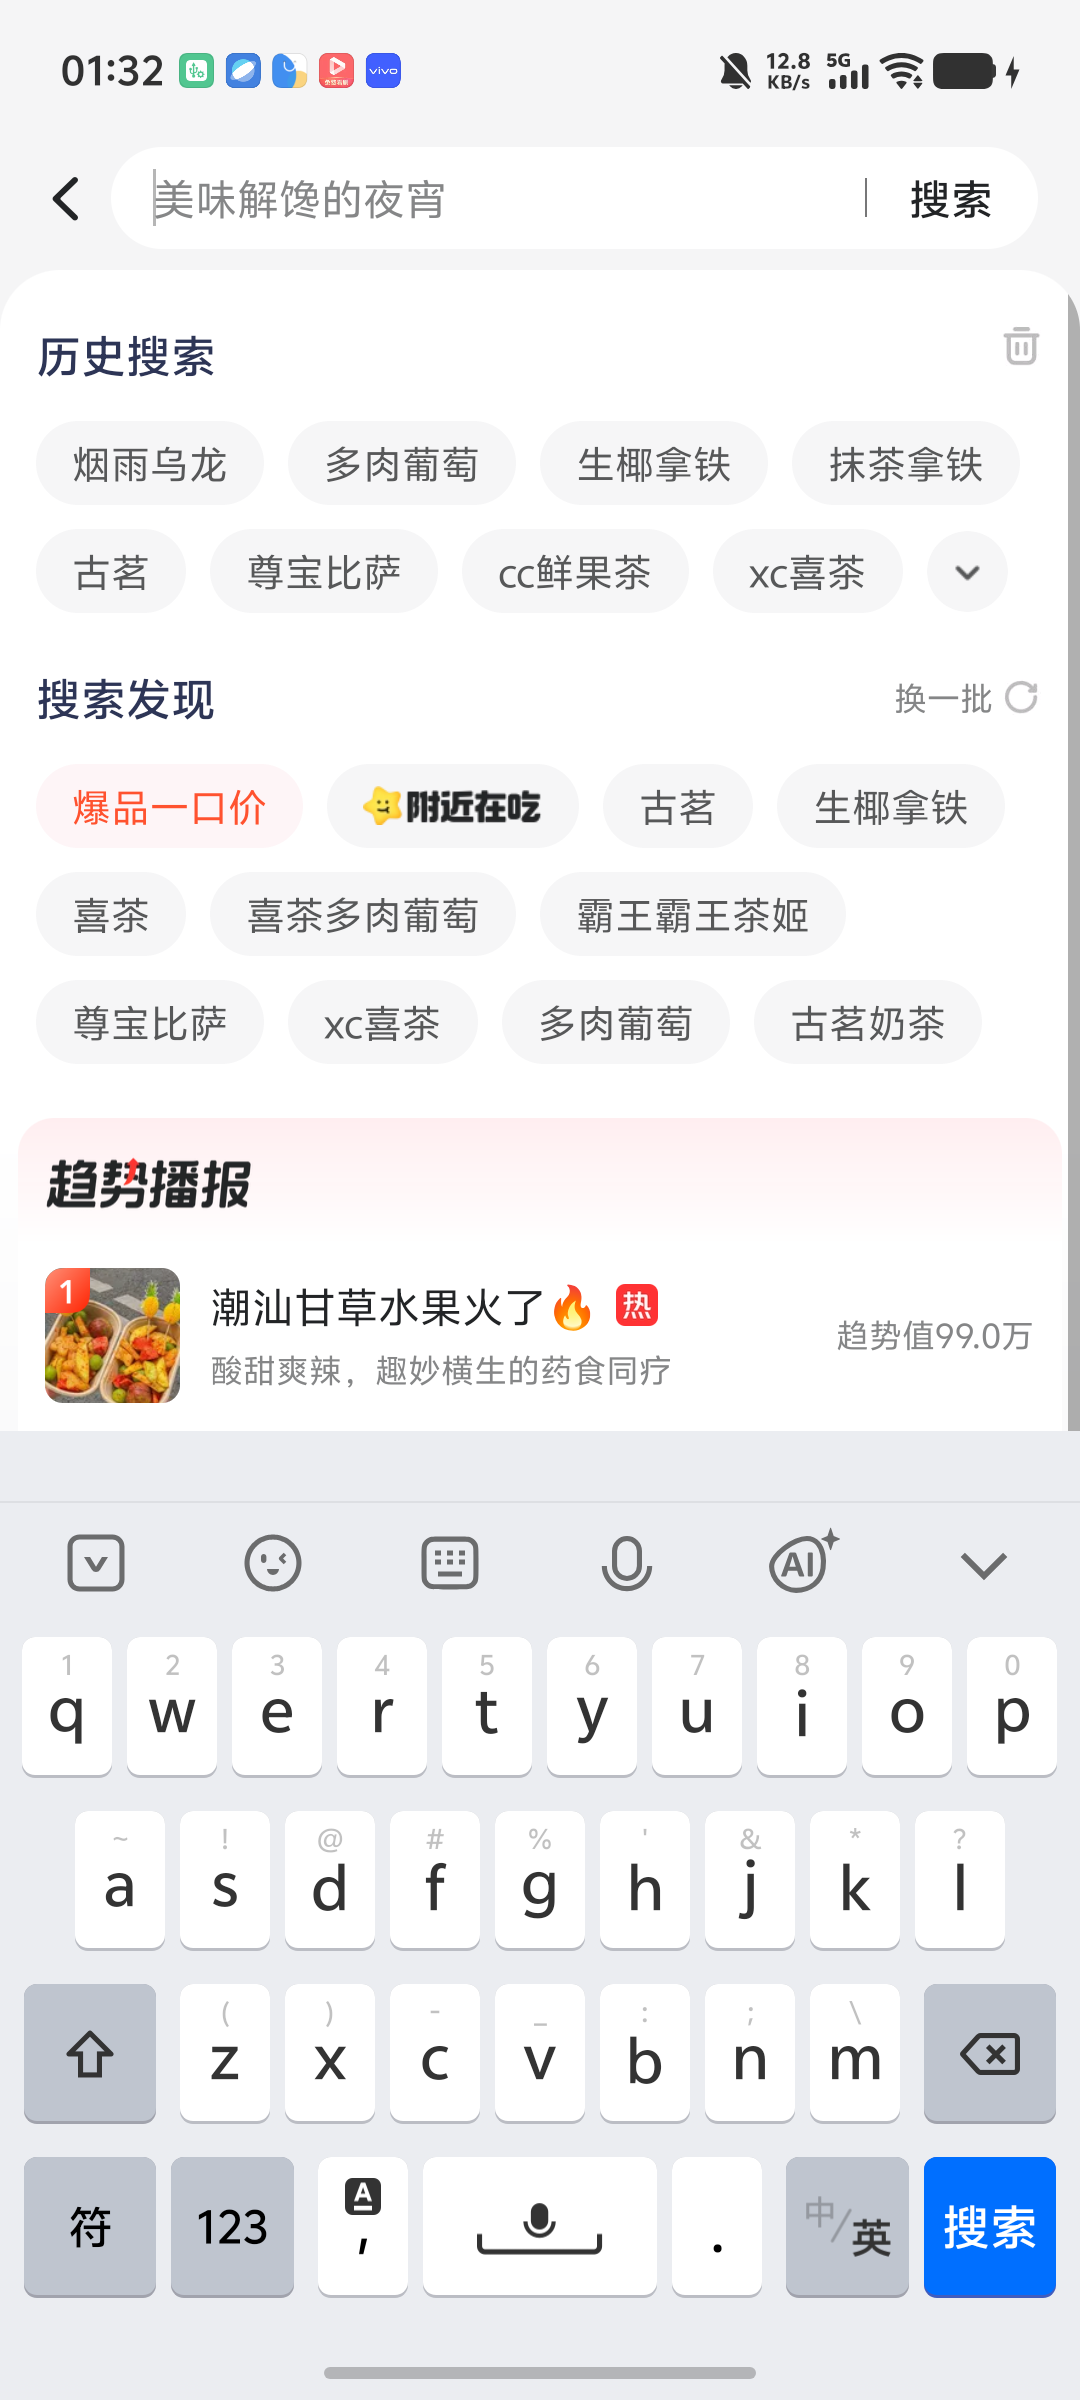 01:32 vivo 12.8 KB/s 5G
美味解馋的夜宵 搜索
历史搜索
烟雨乌龙 多肉葡萄 生椰拿铁 抹茶拿铁
古茗 尊宝比萨 cc鲜果茶 xc喜茶
搜索发现 换一批
爆品一口价 附近在吃 古茗 生椰拿铁
喜茶 喜茶多肉葡萄 霸王霸王茶姬
尊宝比萨 xc喜茶 多肉葡萄 古茗奶茶
趋势播报
1 潮汕甘草水果火了🔥 热
酸甜爽辣，趣妙横生的药食同疗 趋势值99.0万
AI
1 2 3 4 5 6 7 8 9 0
q w e r t y u i o p
~ ! @ # % ' & * ?
a s d f g h j k l
( ) - _ : ; \
z x c v b n m
符 123 A , . 中/英 搜索